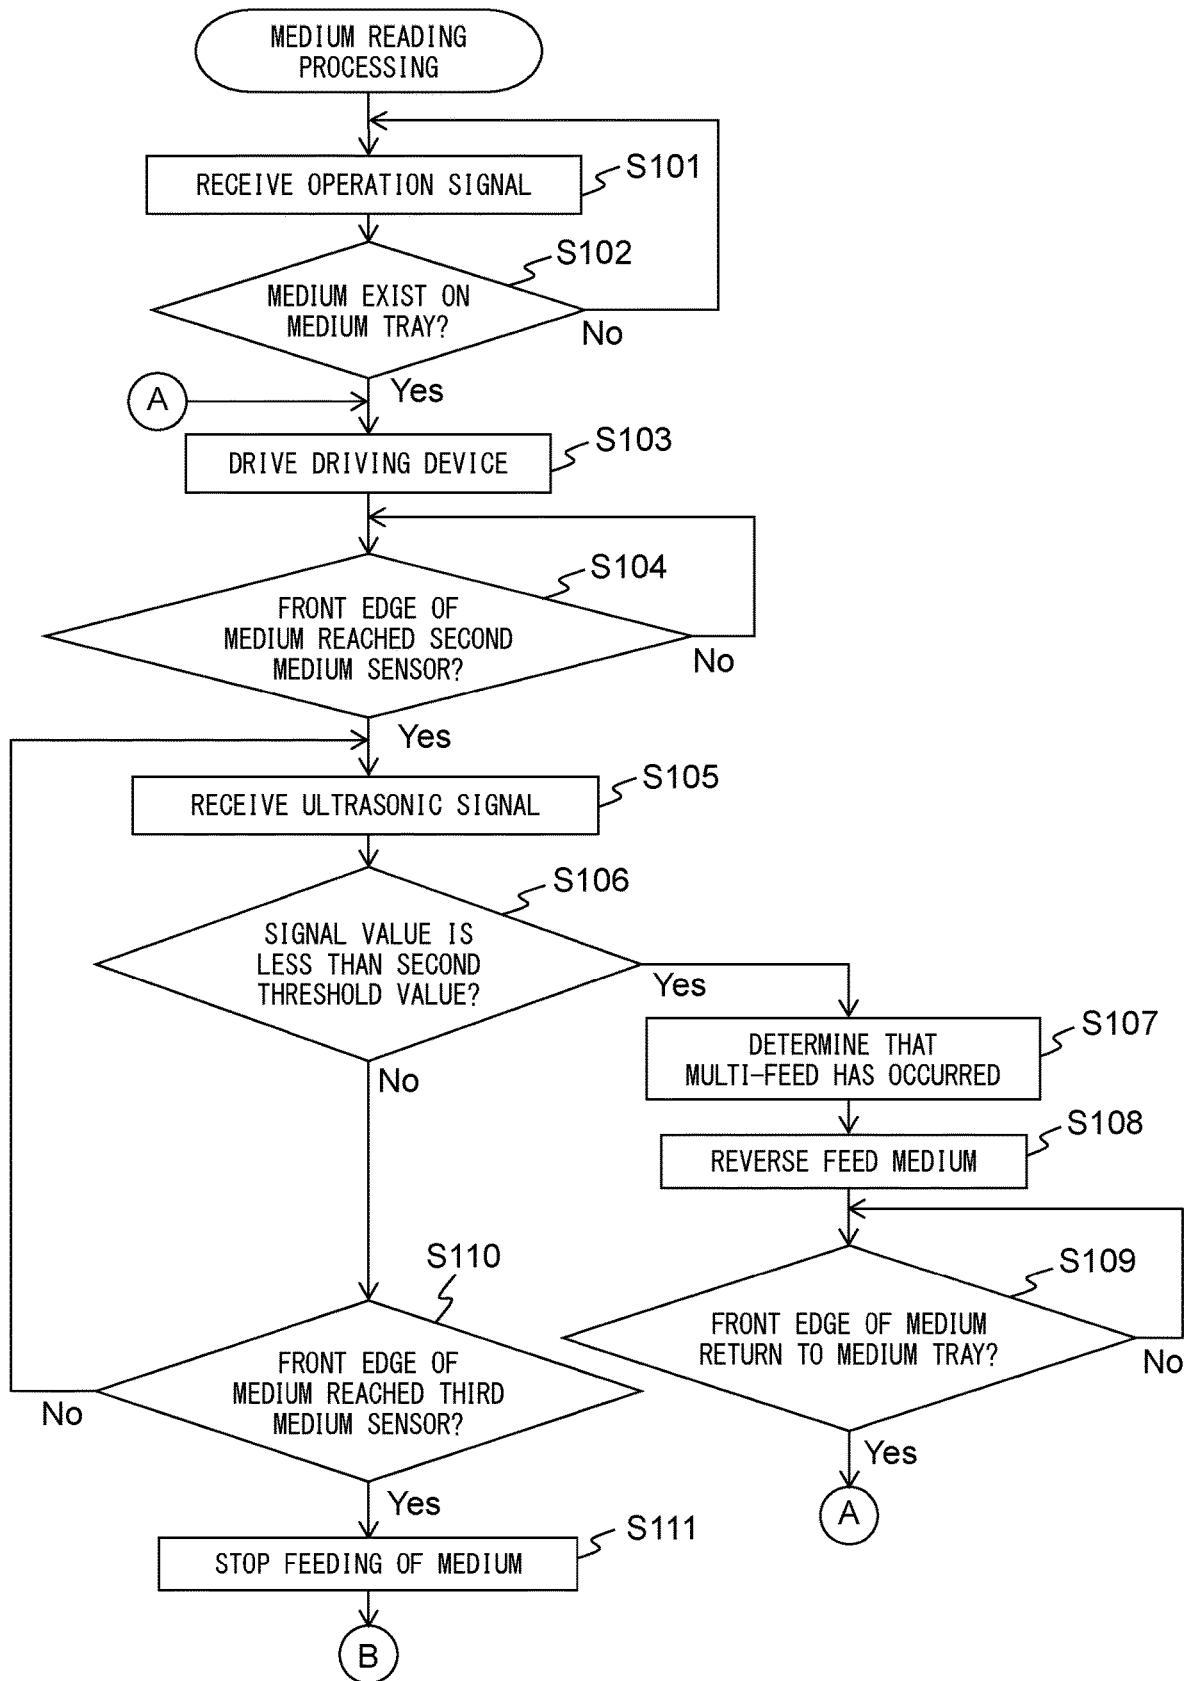 MEDIUM READING
PROCESSING
S101
RECEIVE OPERATION SIGNAL
S102
MEDIUM EXIST ON
MEDIUM TRAY?
No
Yes
A
S103
DRIVE DRIVING DEVICE
S104
FRONT EDGE OF
MEDIUM REACHED SECOND
MEDIUM SENSOR?
No
Yes
S105
RECEIVE ULTRASONIC SIGNAL
S106
SIGNAL VALUE IS
LESS THAN SECOND
THRESHOLD VALUE?
Yes
No
S107
DETERMINE THAT
MULTI-FEED HAS OCCURRED
S108
REVERSE FEED MEDIUM
S109
FRONT EDGE OF MEDIUM
RETURN TO MEDIUM TRAY?
No
Yes
A
S110
FRONT EDGE OF
MEDIUM REACHED THIRD
MEDIUM SENSOR?
No
Yes
S111
STOP FEEDING OF MEDIUM
B